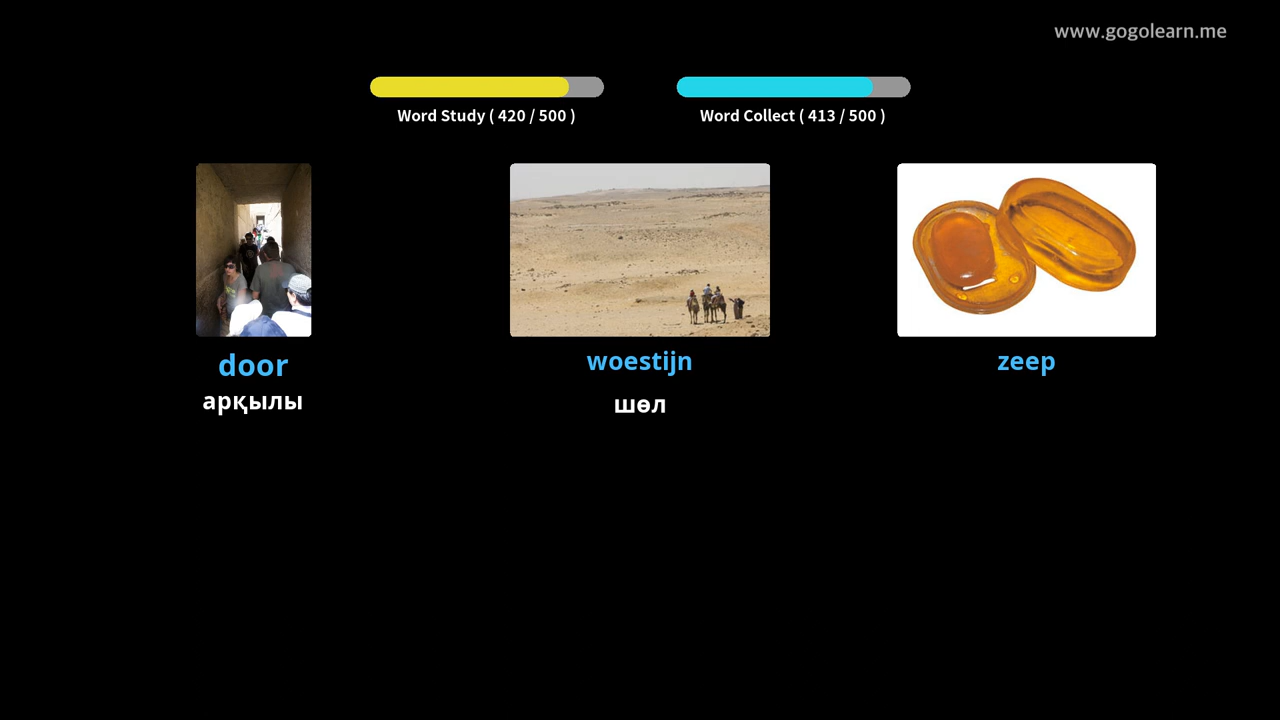 www.gogolearn.me
Word Study ( 420 / 500 )
Word Collect ( 413 / 500 )
door
арқылы
woestijn
шөл
zeep